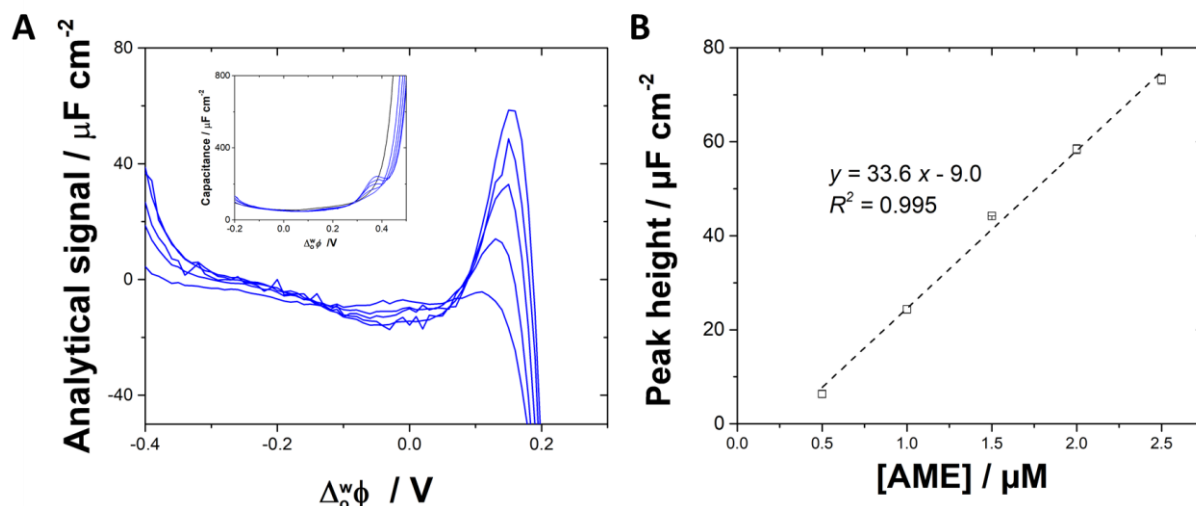 A
Analytical signal / μF cm⁻²
80
40
0
-40
-0.4
-0.2
0.0
0.2
Δₒʷϕ / V
Capacitance / μF cm⁻²
800
400
0
-0.2
0.0
0.2
0.4
Δₒʷϕ /V
B
Peak height / μF cm⁻²
80
60
40
20
0
y = 33.6 x - 9.0
R² = 0.995
0.0
0.5
1.0
1.5
2.0
2.5
[AME] / μM